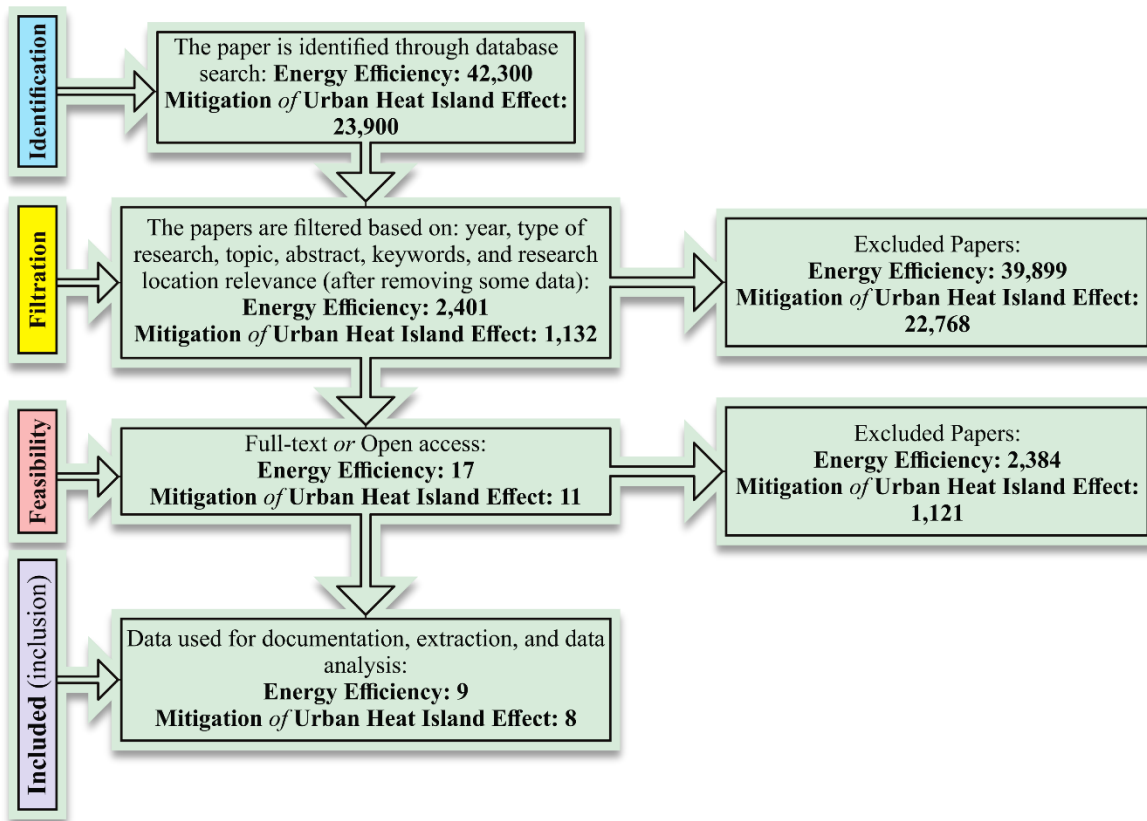 Identification
The paper is identified through database
search: Energy Efficiency: 42,300
Mitigation of Urban Heat Island Effect:
23,900
Filtration
The papers are filtered based on: year, type of
research, topic, abstract, keywords, and research
location relevance (after removing some data):
Energy Efficiency: 2,401
Mitigation of Urban Heat Island Effect: 1,132
Excluded Papers:
Energy Efficiency: 39,899
Mitigation of Urban Heat Island Effect:
22,768
Feasibility
Full-text or Open access:
Energy Efficiency: 17
Mitigation of Urban Heat Island Effect: 11
Excluded Papers:
Energy Efficiency: 2,384
Mitigation of Urban Heat Island Effect:
1,121
Included (inclusion)
Data used for documentation, extraction, and data
analysis:
Energy Efficiency: 9
Mitigation of Urban Heat Island Effect: 8